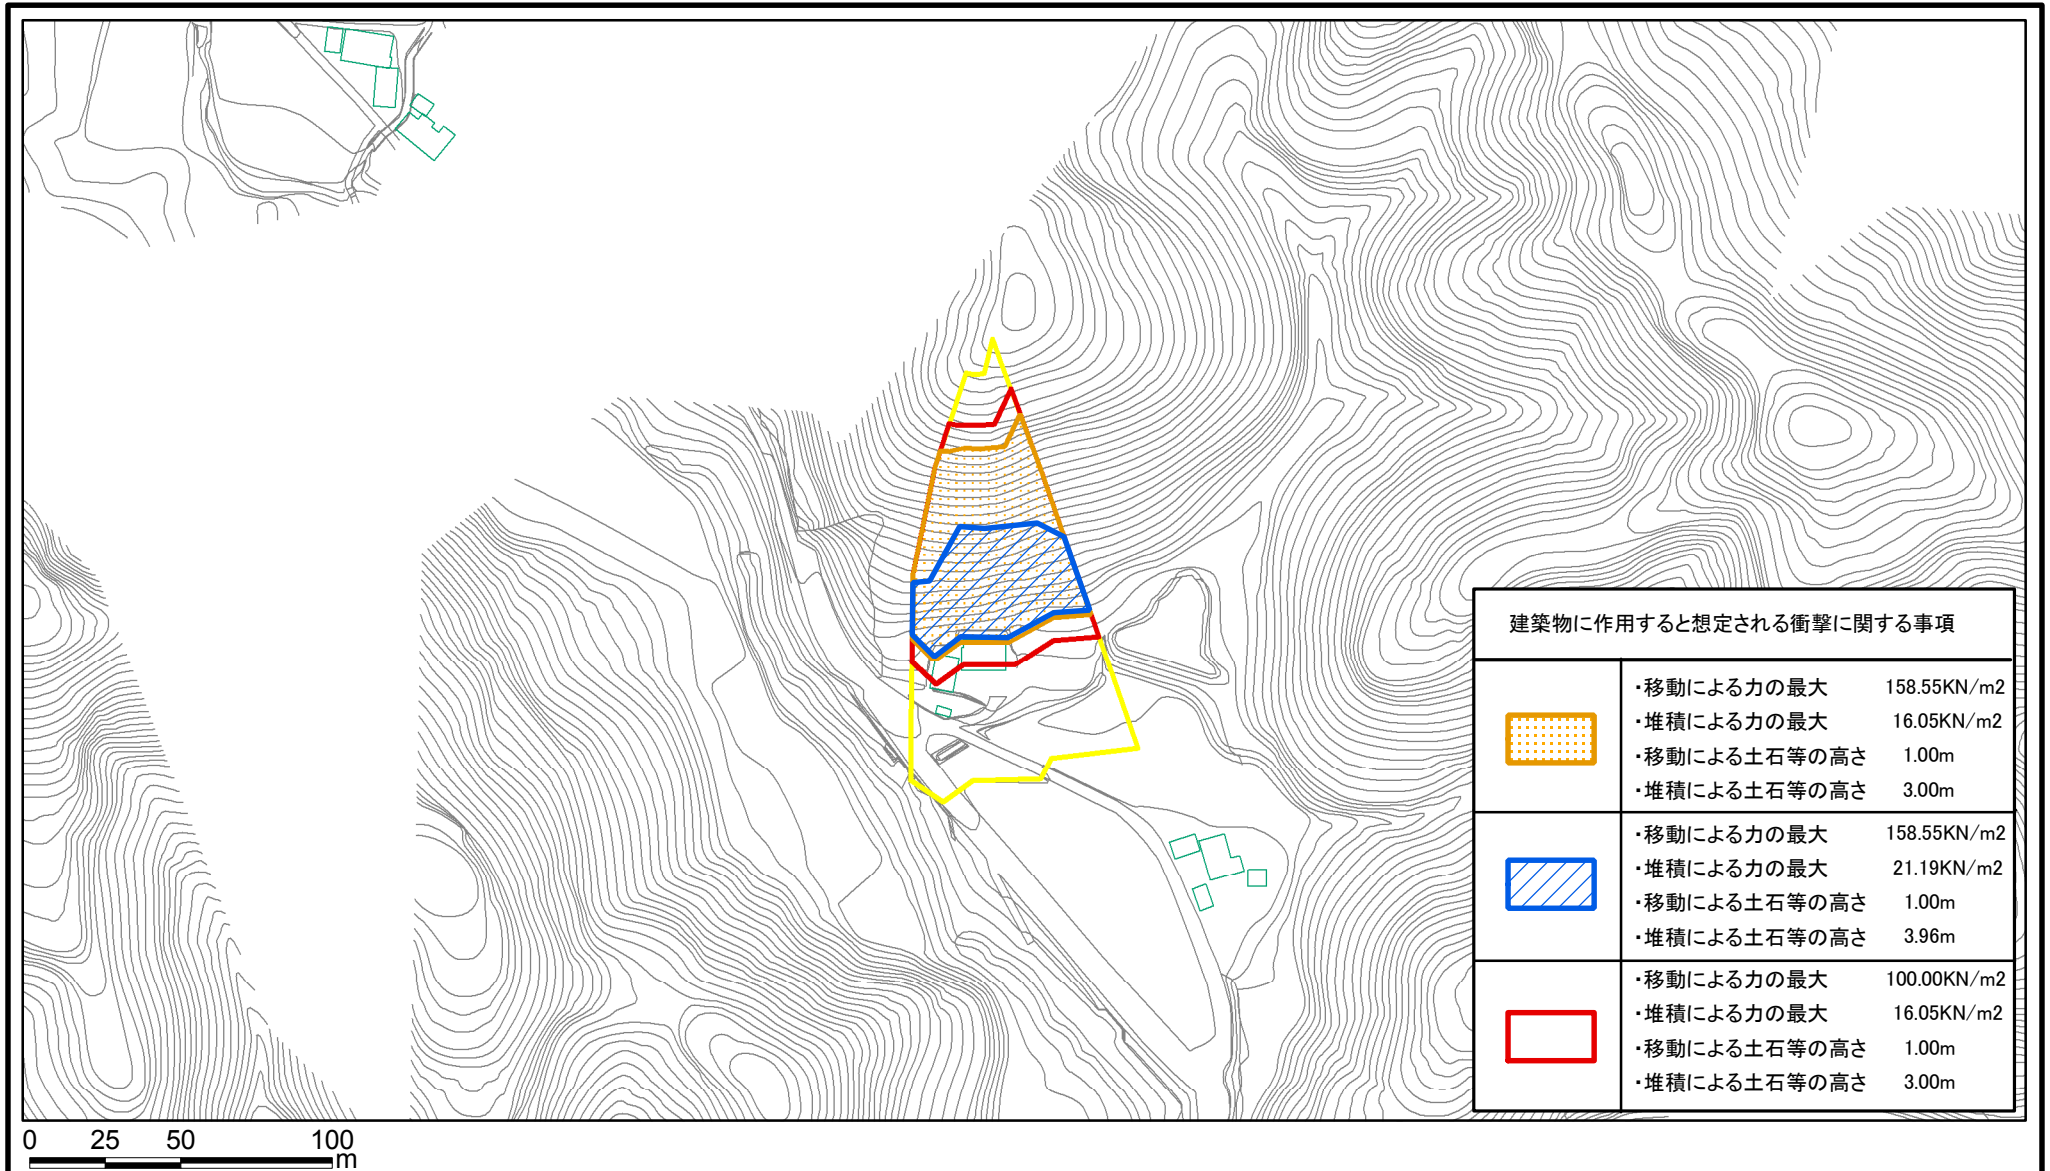 建築物に作用すると想定される衝撃に関する事項
・移動による力の最大 158.55KN/m2
・堆積による力の最大 16.05KN/m2
・移動による土石等の高さ 1.00m
・堆積による土石等の高さ 3.00m
・移動による力の最大 158.55KN/m2
・堆積による力の最大 21.19KN/m2
・移動による土石等の高さ 1.00m
・堆積による土石等の高さ 3.96m
・移動による力の最大 100.00KN/m2
・堆積による力の最大 16.05KN/m2
・移動による土石等の高さ 1.00m
・堆積による土石等の高さ 3.00m
0 25 50 100
m